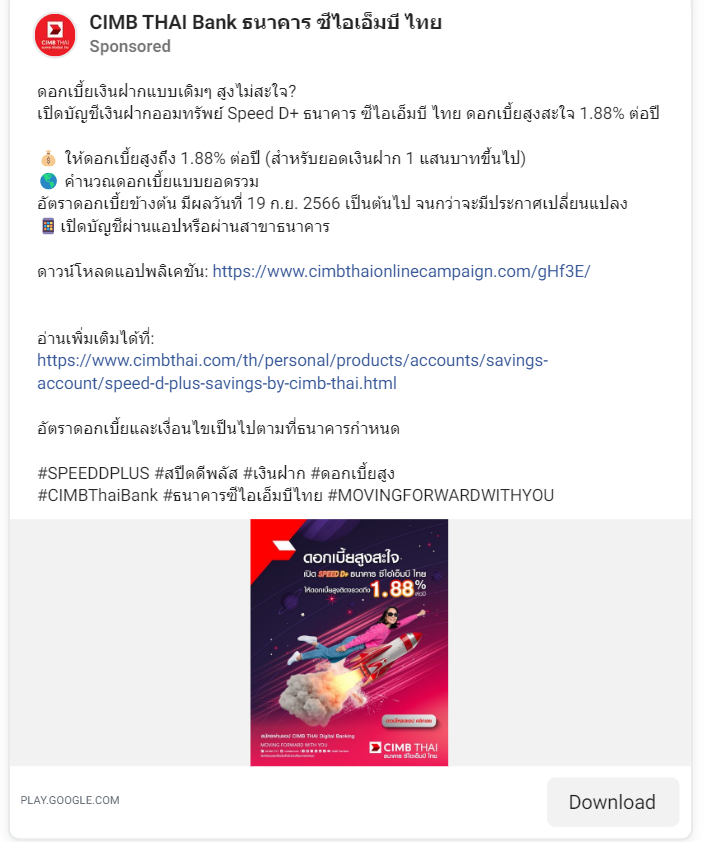 CIMB THAI Bank ธนาคาร ซีไอเอ็มบี ไทย
Sponsored
ดอกเบี้ยเงินฝากแบบเดิมๆ สูงไม่สะใจ?
เปิดบัญชีเงินฝากออมทรัพย์ Speed D+ ธนาคาร ซีไอเอ็มบี ไทย ดอกเบี้ยสูงสะใจ 1.88% ต่อปี
💰 ให้ดอกเบี้ยสูงถึง 1.88% ต่อปี (สำหรับยอดเงินฝาก 1 แสนบาทขึ้นไป)
🌎 คำนวณดอกเบี้ยแบบยอดรวม
อัตราดอกเบี้ยข้างต้น มีผลวันที่ 19 ก.ย. 2566 เป็นต้นไป จนกว่าจะมีประกาศเปลี่ยนแปลง
📱 เปิดบัญชีผ่านแอปหรือผ่านสาขาธนาคาร
ดาวน์โหลดแอปพลิเคชัน: https://www.cimbthaionlinecampaign.com/gHf3E/
อ่านเพิ่มเติมได้ที่:
https://www.cimbthai.com/th/personal/products/accounts/savings-
account/speed-d-plus-savings-by-cimb-thai.html
อัตราดอกเบี้ยและเงื่อนไขเป็นไปตามที่ธนาคารกำหนด
#SPEEDDPLUS #สปีดดีพลัส #เงินฝาก #ดอกเบี้ยสูง
#CIMBThaiBank #ธนาคารซีไอเอ็มบีไทย #MOVINGFORWARDWITHYOU
ดอกเบี้ยสูงสะใจ
เปิด SPEED D+ ธนาคาร ซีไอเอ็มบี ไทย
ให้ดอกเบี้ยสูงติดจรวดถึง 1.88% ต่อปี
ดาวน์โหลดแอป คลิกเลย
สมัครผ่านแอป CIMB THAI Digital Banking
MOVING FORWARD WITH YOU
CIMB THAI
ธนาคาร ซีไอเอ็มบี ไทย
PLAY.GOOGLE.COM
Download